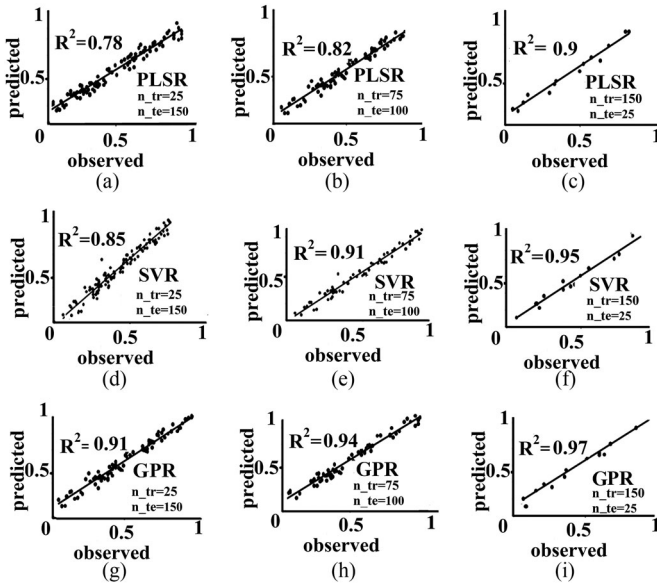 1
R²=0.78
0.5
predicted
PLSR
n_tr=25
n_te=150
0
0.5
1
observed
(a)
1
R²=0.82
0.5
predicted
PLSR
n_tr=75
n_te=100
0
0.5
1
observed
(b)
1
R²= 0.9
0.5
predicted
PLSR
n_tr=150
n_te=25
0
0.5
1
observed
(c)
1
R²=0.85
0.5
predicted
SVR
n_tr=25
n_te=150
0
0.5
1
observed
(d)
1
R²=0.91
0.5
predicted
SVR
n_tr=75
n_te=100
0
0.5
1
observed
(e)
1
R²=0.95
0.5
predicted
SVR
n_tr=150
n_te=25
0
0.5
1
observed
(f)
1
R²= 0.91
0.5
predicted
GPR
n_tr=25
n_te=150
0
0.5
1
observed
(g)
1
R²=0.94
0.5
predicted
GPR
n_tr=75
n_te=100
0
0.5
1
observed
(h)
1
R²=0.97
0.5
predicted
GPR
n_tr=150
n_te=25
0
0.5
1
observed
(i)